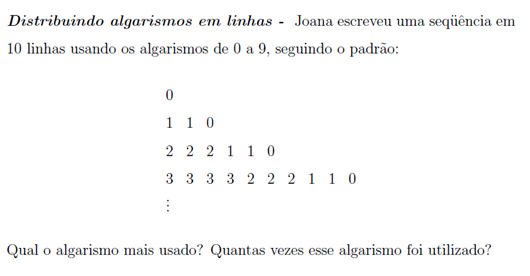 Distribuindo algarismos em linhas - Joana escreveu uma seqüência em
10 linhas usando os algarismos de 0 a 9, seguindo o padrão:
0
1 1 0
2 2 2 1 1 0
3 3 3 3 2 2 2 1 1 0
⋮
Qual o algarismo mais usado? Quantas vezes esse algarismo foi utilizado?